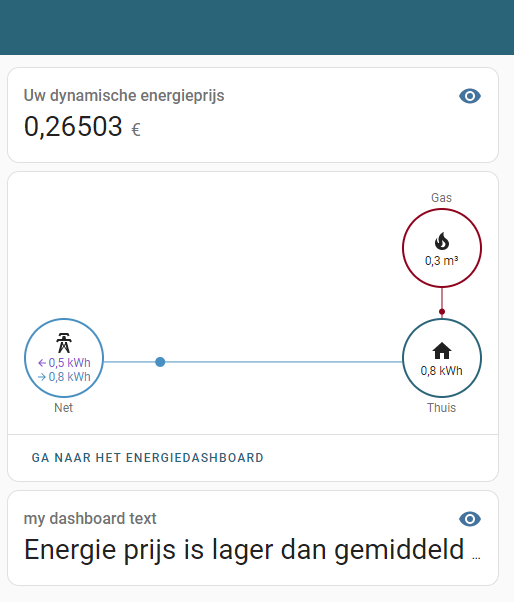 Uw dynamische energieprijs
0,26503 €
Gas
0,3 m³
← 0,5 kWh
→ 0,8 kWh
0,8 kWh
Net
Thuis
GA NAAR HET ENERGIEDASHBOARD
my dashboard text
Energie prijs is lager dan gemiddeld ...